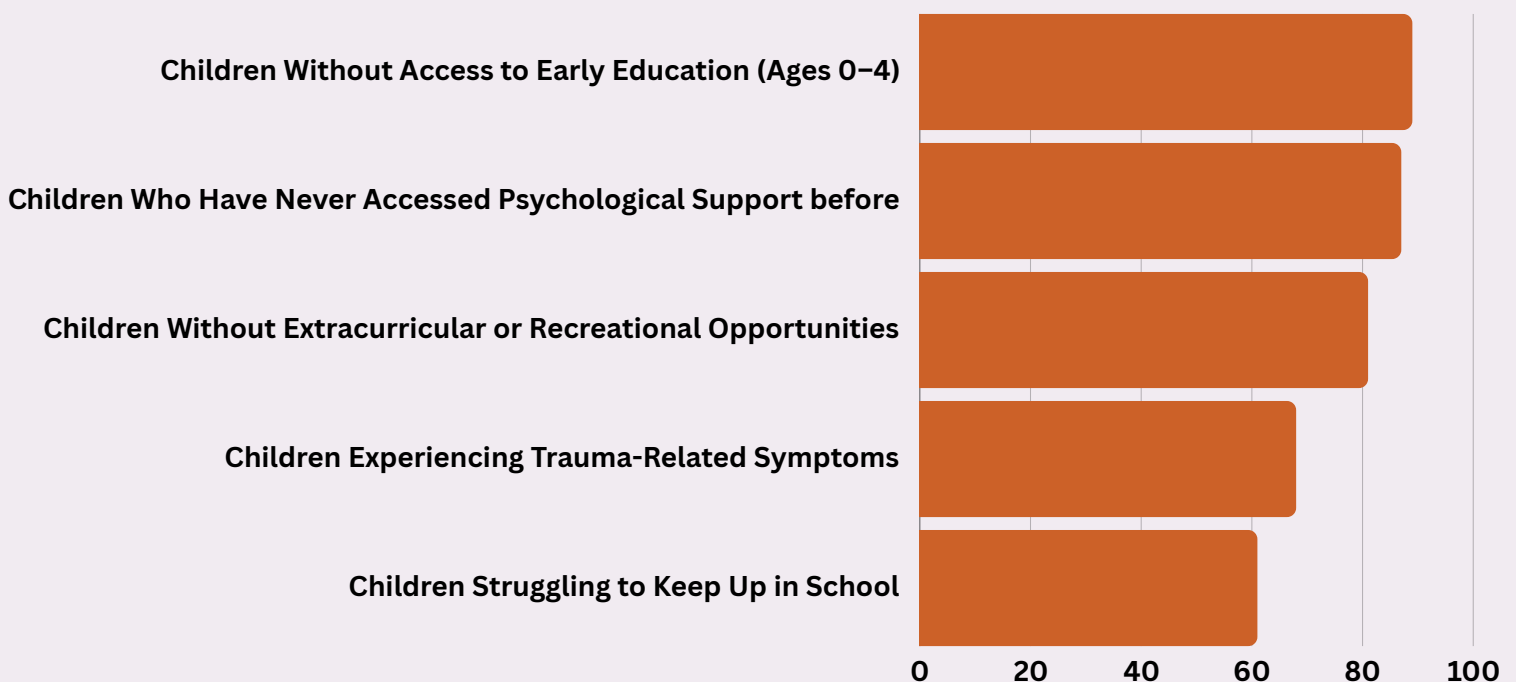 Children Without Access to Early Education (Ages 0–4)
Children Who Have Never Accessed Psychological Support before
Children Without Extracurricular or Recreational Opportunities
Children Experiencing Trauma-Related Symptoms
Children Struggling to Keep Up in School
0 20 40 60 80 100